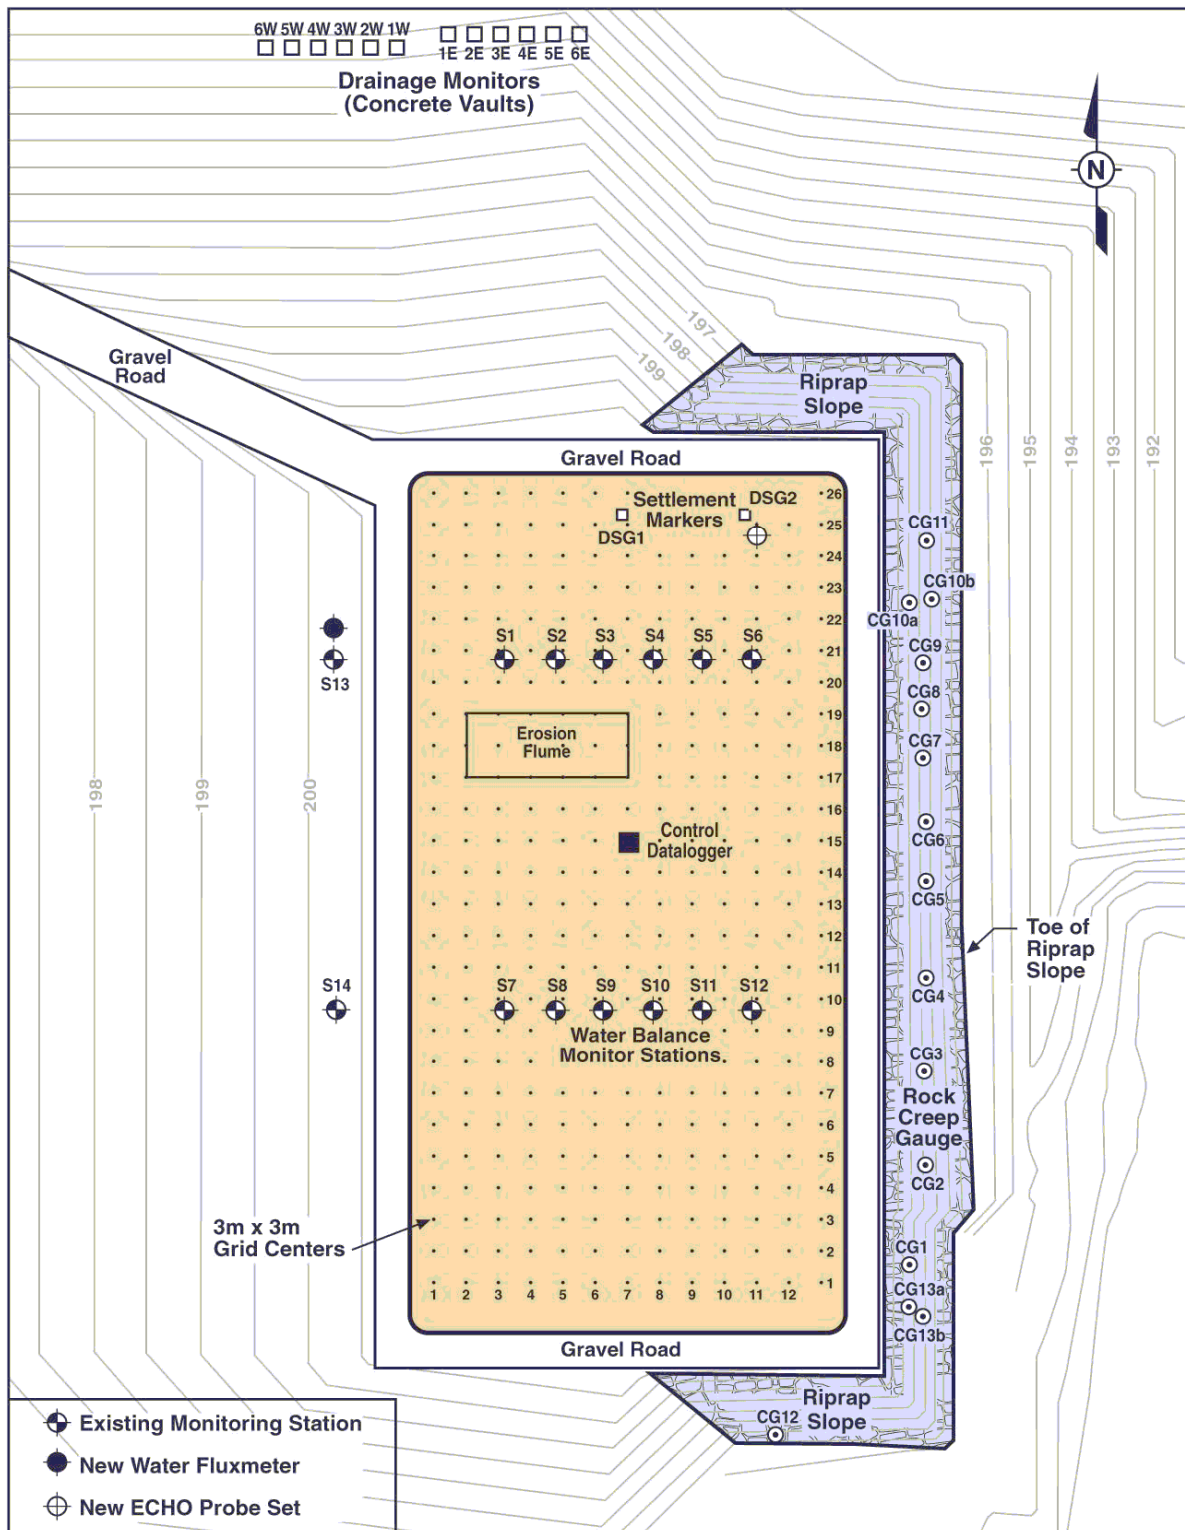 6W 5W 4W 3W 2W 1W
1E 2E 3E 4E 5E 6E
Drainage Monitors
(Concrete Vaults)
N
197
198
199
Gravel
Road
Riprap
Slope
Gravel Road
196
195
194
193
192
26
Settlement
Markers
DSG2
DSG1
25
24
23
22
21
20
19
18
17
16
15
14
13
12
11
10
9
8
7
6
5
4
3
2
1
CG11
CG10b
CG10a
CG9
CG8
CG7
CG6
CG5
CG4
CG3
Rock
Creep
Gauge
CG2
CG1
CG13a
CG13b
S1 S2 S3 S4 S5 S6
S13
Erosion
Flume
198
199
200
Control
Datalogger
Toe of
Riprap
Slope
S14
S7 S8 S9 S10 S11 S12
Water Balance
Monitor Stations
3m x 3m
Grid Centers
1 2 3 4 5 6 7 8 9 10 11 12
Gravel Road
Riprap
Slope
CG12
Existing Monitoring Station
New Water Fluxmeter
New ECHO Probe Set